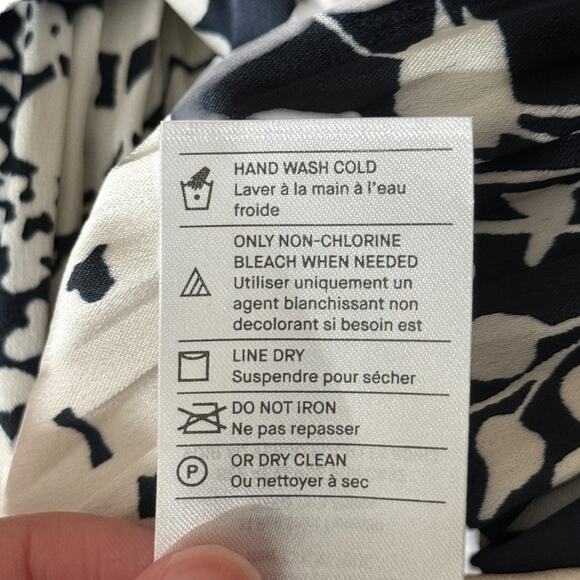 HAND WASH COLD
Laver à la main à l'eau
froide
ONLY NON-CHLORINE
BLEACH WHEN NEEDED
Utiliser uniquement un
agent blanchissant non
decolorant si besoin est
LINE DRY
Suspendre pour sécher
DO NOT IRON
Ne pas repasser
P
OR DRY CLEAN
Ou nettoyer à sec